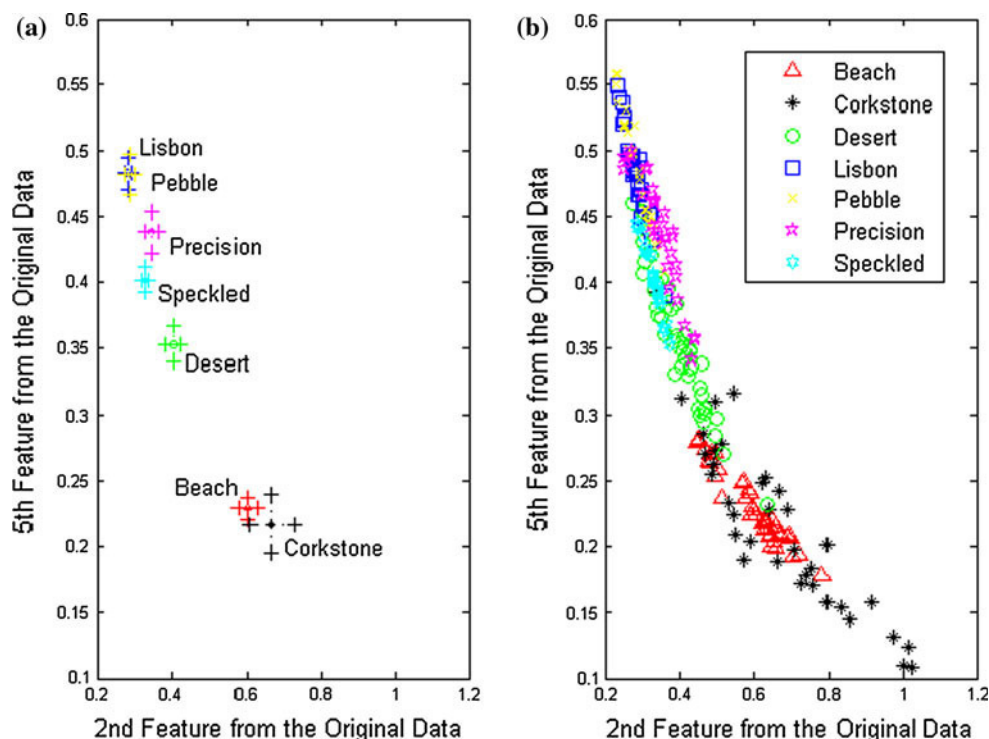 (a)
0.6
0.55
0.5
0.45
0.4
0.35
0.3
0.25
0.2
0.15
0.1
5th Feature from the Original Data
Lisbon
Pebble
Precision
Speckled
Desert
Beach
Corkstone
0.2 0.4 0.6 0.8 1 1.2
2nd Feature from the Original Data
(b)
0.6
0.55
0.5
0.45
0.4
0.35
0.3
0.25
0.2
0.15
0.1
5th Feature from the Original Data
Beach
Corkstone
Desert
Lisbon
Pebble
Precision
Speckled
0.2 0.4 0.6 0.8 1 1.2
2nd Feature from the Original Data